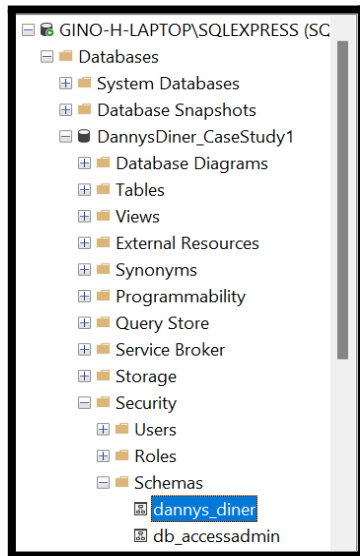 GINO-H-LAPTOP\SQLEXPRESS (SQ
Databases
System Databases
Database Snapshots
DannysDiner_CaseStudy1
Database Diagrams
Tables
Views
External Resources
Synonyms
Programmability
Query Store
Service Broker
Storage
Security
Users
Roles
Schemas
dannys_diner
db_accessadmin